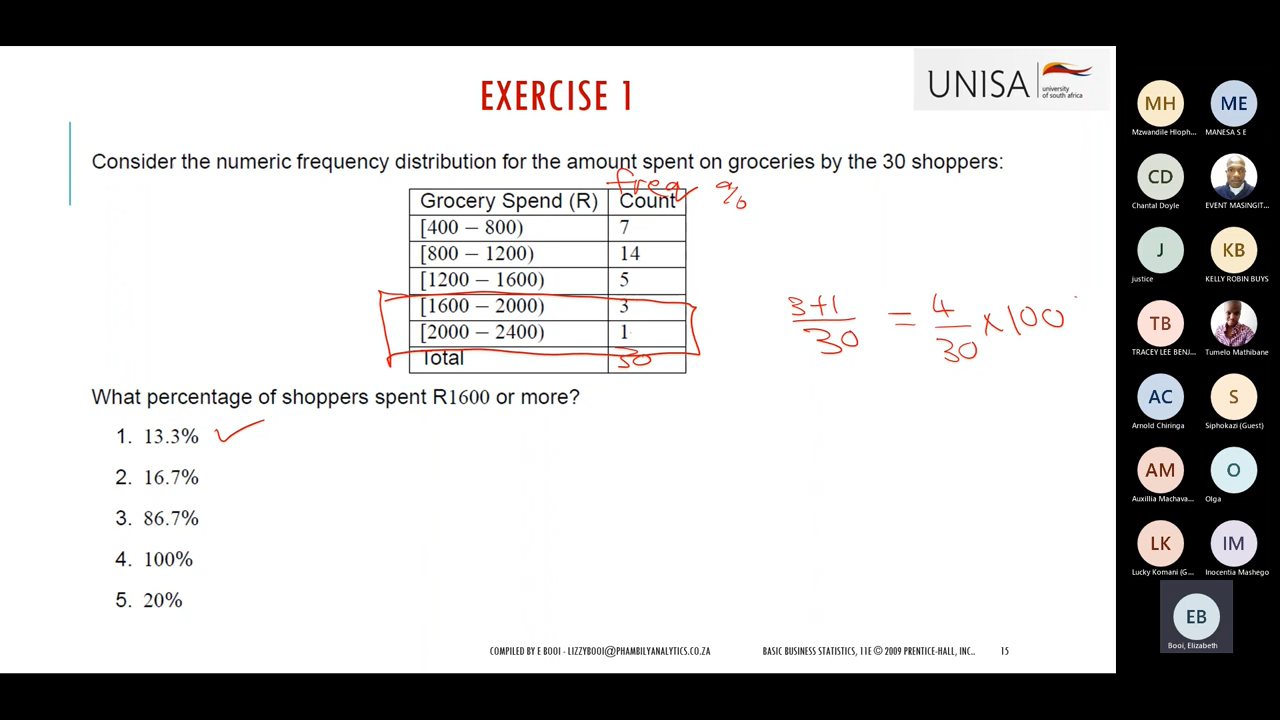 EXERCISE 1
UNISA
university
of south africa
Consider the numeric frequency distribution for the amount spent on groceries by the 30 shoppers:
freq %
Grocery Spend (R) Count
[400 − 800) 7
[800 − 1200) 14
[1200 − 1600) 5
[1600 − 2000) 3
[2000 − 2400) 1
Total 30
3+1
30
= 4
30
×100
What percentage of shoppers spent R1600 or more?
1. 13.3% ✓
2. 16.7%
3. 86.7%
4. 100%
5. 20%
COMPILED BY E BOOI - LIZZYBOOI@PHAMBILYANALYTICS.CO.ZA
BASIC BUSINESS STATISTICS, 11E © 2009 PRENTICE-HALL, INC..
15
MH
Mzwandile Hloph...
ME
MANESA S E
CD
Chantal Doyle
EVENT MASINGIT...
J
justice
KB
KELLY ROBIN BUYS
TB
TRACEY LEE BENJ...
Tumelo Mathibane
AC
Arnold Chiringa
S
Siphokazi (Guest)
AM
Auxillia Machava...
O
Olga
LK
Lucky Komani (G...
IM
Inocentia Mashego
EB
Booi, Elizabeth